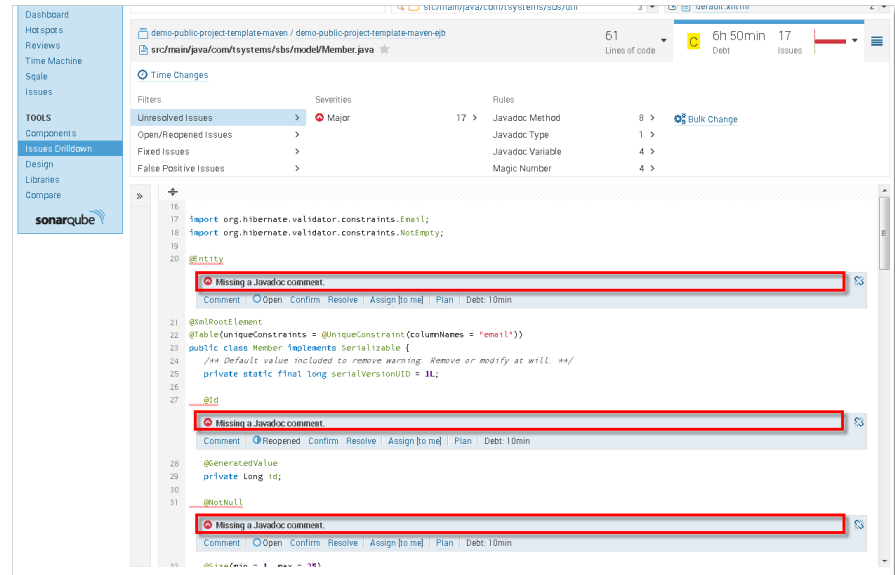 Dashboard
Hotspots
Reviews
Time Machine
Sqale
Issues
TOOLS
Components
Issues Drilldown
Design
Libraries
Compare
sonarqube
src/main/java/com/tsystems/sbs/util 3 default.xhtml 2
demo-public-project-template-maven / demo-public-project-template-maven-ejb
src/main/java/com/tsystems/sbs/model/Member.java
61
Lines of code
C 6h 50min 17
Debt Issues
Time Changes
Filters Severities Rules
Unresolved Issues > Major 17 > Javadoc Method 8 > Bulk Change
Open/Reopened Issues > Javadoc Type 1 >
Fixed Issues > Javadoc Variable 4 >
False Positive Issues > Magic Number 4 >
»
16
17 import org.hibernate.validator.constraints.Email;
18 import org.hibernate.validator.constraints.NotEmpty;
19
20 @Entity
Missing a Javadoc comment.
Comment Open Confirm Resolve Assign [to me] Plan Debt: 10min
21 @XmlRootElement
22 @Table(uniqueConstraints = @UniqueConstraint(columnNames = "email"))
23 public class Member implements Serializable {
24 /** Default value included to remove warning. Remove or modify at will. **/
25 private static final long serialVersionUID = 1L;
26
27 @Id
Missing a Javadoc comment.
Comment Reopened Confirm Resolve Assign [to me] Plan Debt: 10min
28 @GeneratedValue
29 private Long id;
30
31 @NotNull
Missing a Javadoc comment.
Comment Open Confirm Resolve Assign [to me] Plan Debt: 10min
32 @Size(min = 1, max = 25)